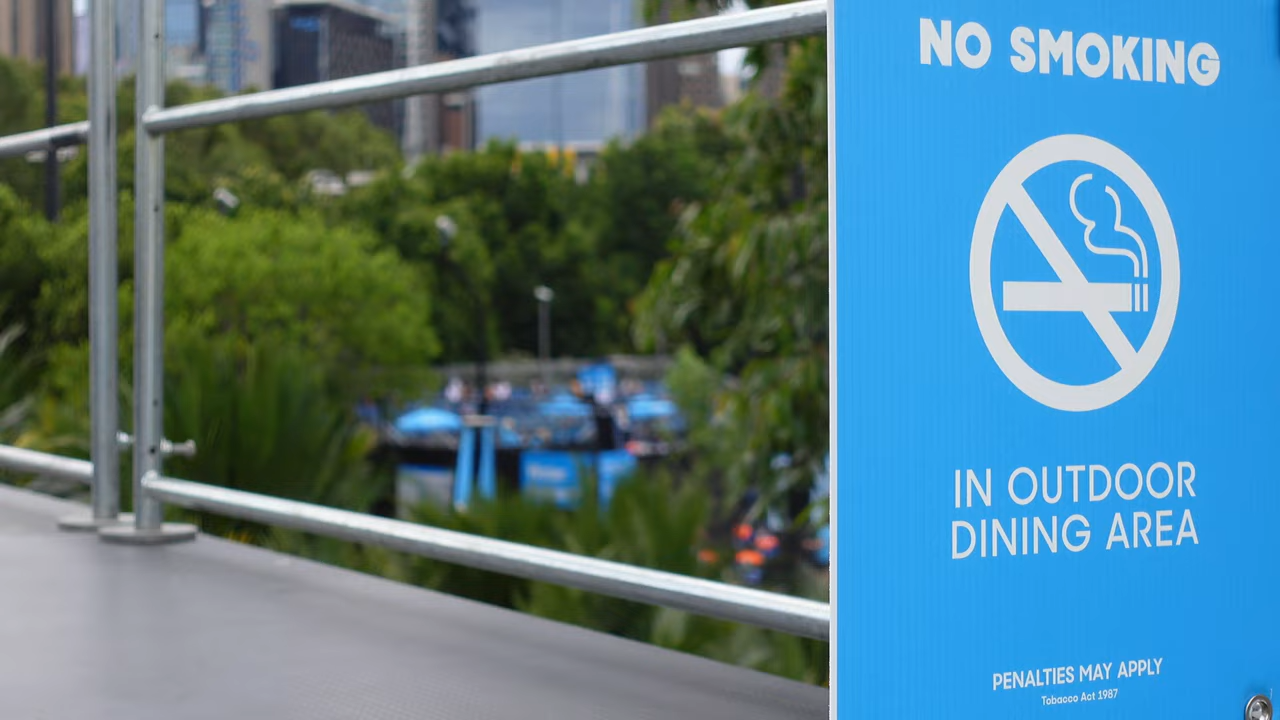 NO SMOKING
IN OUTDOOR
DINING AREA
PENALTIES MAY APPLY
Tobacco Act 1987